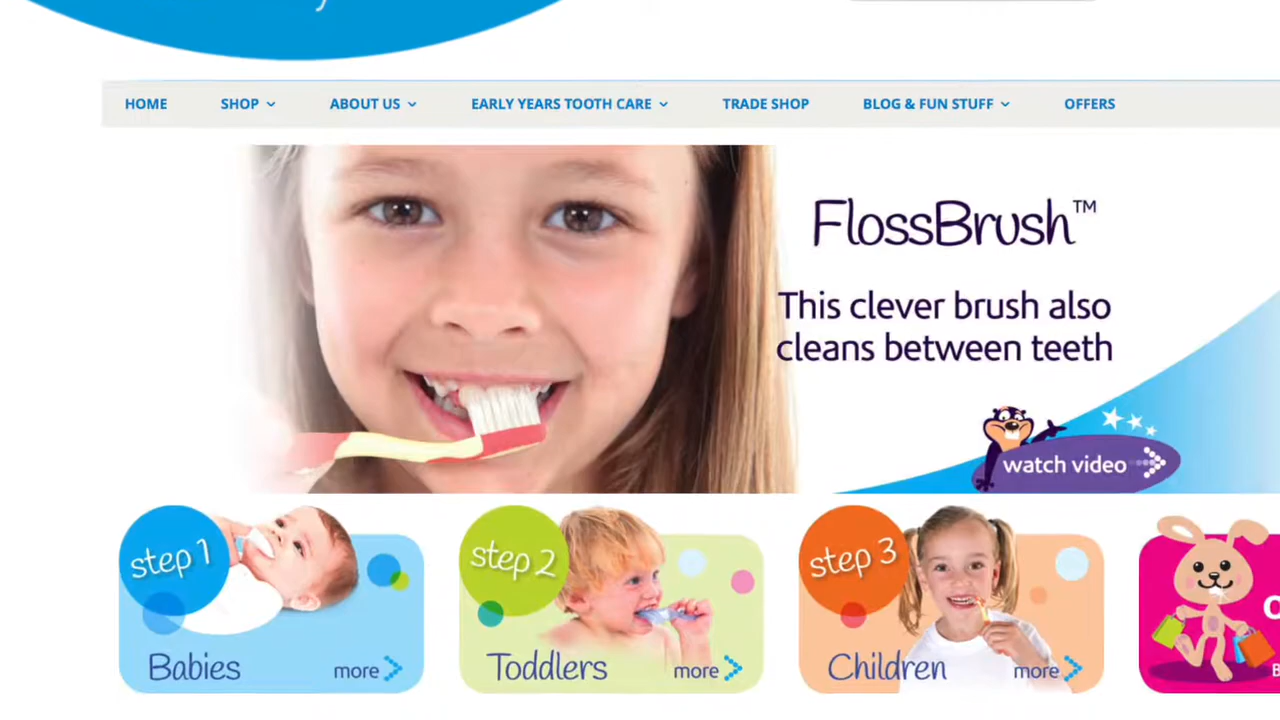 HOME SHOP ABOUT US EARLY YEARS TOOTH CARE TRADE SHOP BLOG & FUN STUFF OFFERS
FlossBrush™
This clever brush also
cleans between teeth
watch video
step 1
Babies more
step 2
Toddlers more
step 3
Children more